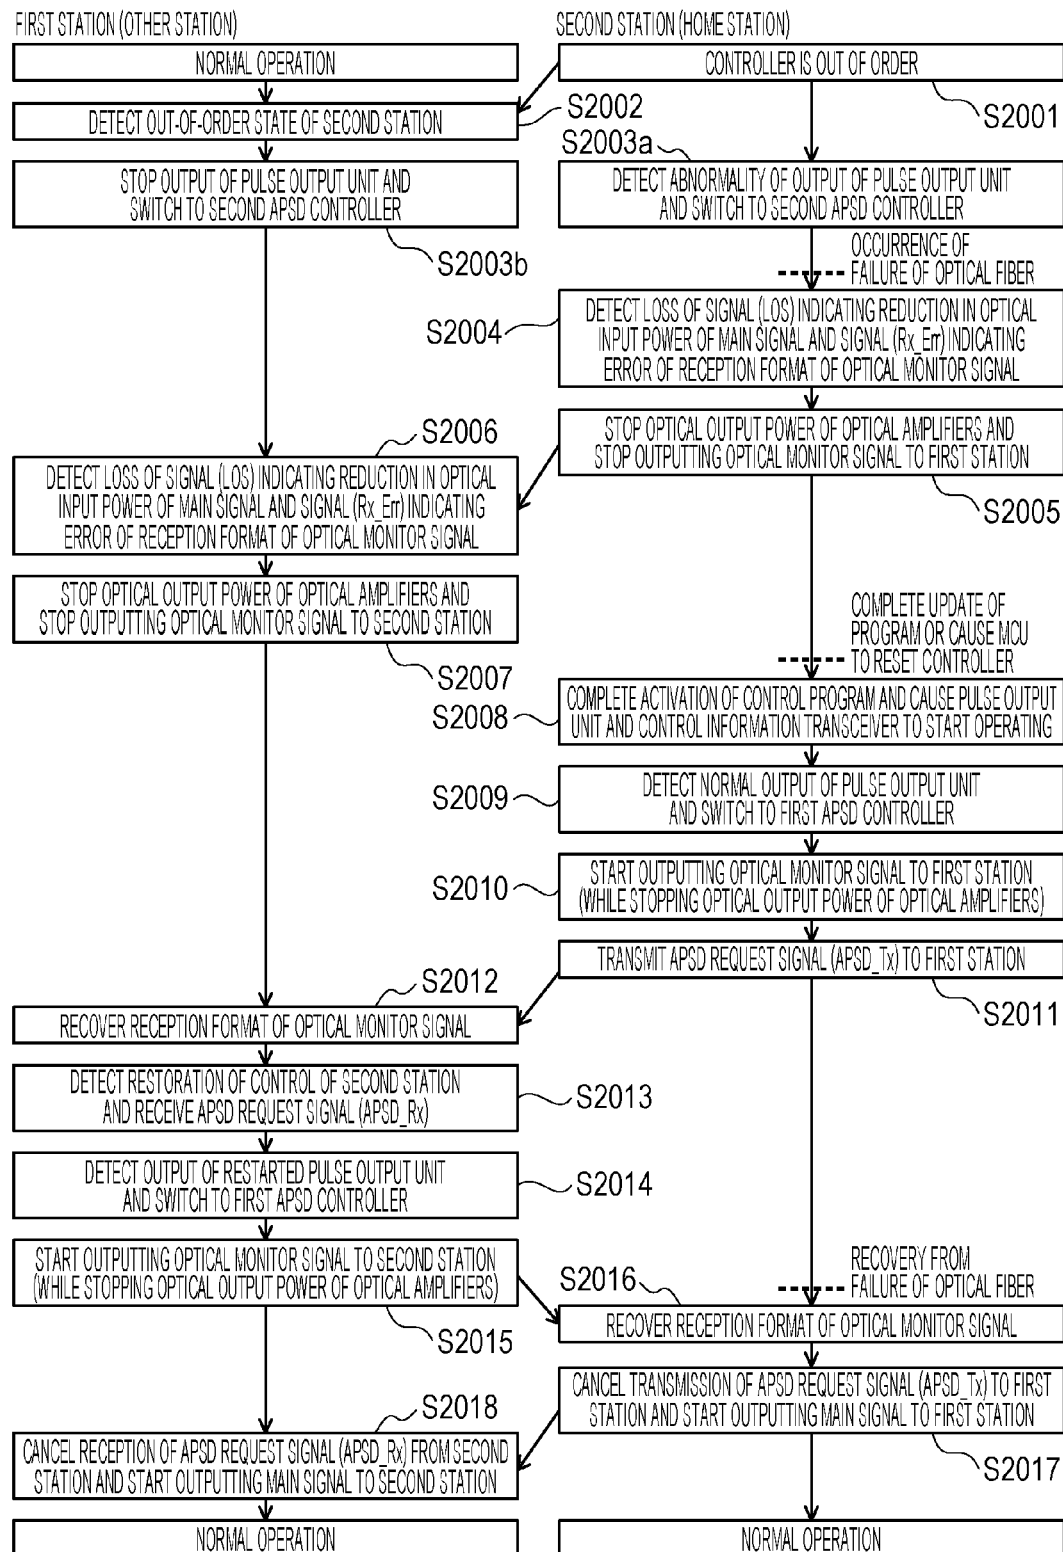 FIRST STATION (OTHER STATION)
SECOND STATION (HOME STATION)
NORMAL OPERATION
CONTROLLER IS OUT OF ORDER
S2001
DETECT OUT-OF-ORDER STATE OF SECOND STATION
S2002
S2003a
STOP OUTPUT OF PULSE OUTPUT UNIT AND
SWITCH TO SECOND APSD CONTROLLER
S2003b
DETECT ABNORMALITY OF OUTPUT OF PULSE OUTPUT UNIT
AND SWITCH TO SECOND APSD CONTROLLER
OCCURRENCE OF
FAILURE OF OPTICAL FIBER
S2004
DETECT LOSS OF SIGNAL (LOS) INDICATING REDUCTION IN OPTICAL
INPUT POWER OF MAIN SIGNAL AND SIGNAL (Rx_Err) INDICATING
ERROR OF RECEPTION FORMAT OF OPTICAL MONITOR SIGNAL
STOP OPTICAL OUTPUT POWER OF OPTICAL AMPLIFIERS AND
STOP OUTPUTTING OPTICAL MONITOR SIGNAL TO FIRST STATION
S2005
S2006
DETECT LOSS OF SIGNAL (LOS) INDICATING REDUCTION IN OPTICAL
INPUT POWER OF MAIN SIGNAL AND SIGNAL (Rx_Err) INDICATING
ERROR OF RECEPTION FORMAT OF OPTICAL MONITOR SIGNAL
STOP OPTICAL OUTPUT POWER OF OPTICAL AMPLIFIERS AND
STOP OUTPUTTING OPTICAL MONITOR SIGNAL TO SECOND STATION
S2007
COMPLETE UPDATE OF
PROGRAM OR CAUSE MCU
TO RESET CONTROLLER
S2008
COMPLETE ACTIVATION OF CONTROL PROGRAM AND CAUSE PULSE OUTPUT
UNIT AND CONTROL INFORMATION TRANSCEIVER TO START OPERATING
S2009
DETECT NORMAL OUTPUT OF PULSE OUTPUT UNIT
AND SWITCH TO FIRST APSD CONTROLLER
S2010
START OUTPUTTING OPTICAL MONITOR SIGNAL TO FIRST STATION
(WHILE STOPPING OPTICAL OUTPUT POWER OF OPTICAL AMPLIFIERS)
TRANSMIT APSD REQUEST SIGNAL (APSD_Tx) TO FIRST STATION
S2011
S2012
RECOVER RECEPTION FORMAT OF OPTICAL MONITOR SIGNAL
DETECT RESTORATION OF CONTROL OF SECOND STATION
AND RECEIVE APSD REQUEST SIGNAL (APSD_Rx)
S2013
DETECT OUTPUT OF RESTARTED PULSE OUTPUT UNIT
AND SWITCH TO FIRST APSD CONTROLLER
S2014
START OUTPUTTING OPTICAL MONITOR SIGNAL TO SECOND STATION
(WHILE STOPPING OPTICAL OUTPUT POWER OF OPTICAL AMPLIFIERS)
S2015
RECOVERY FROM
FAILURE OF OPTICAL FIBER
S2016
RECOVER RECEPTION FORMAT OF OPTICAL MONITOR SIGNAL
CANCEL TRANSMISSION OF APSD REQUEST SIGNAL (APSD_Tx) TO FIRST
STATION AND START OUTPUTTING MAIN SIGNAL TO FIRST STATION
S2017
S2018
CANCEL RECEPTION OF APSD REQUEST SIGNAL (APSD_Rx) FROM SECOND
STATION AND START OUTPUTTING MAIN SIGNAL TO SECOND STATION
NORMAL OPERATION
NORMAL OPERATION